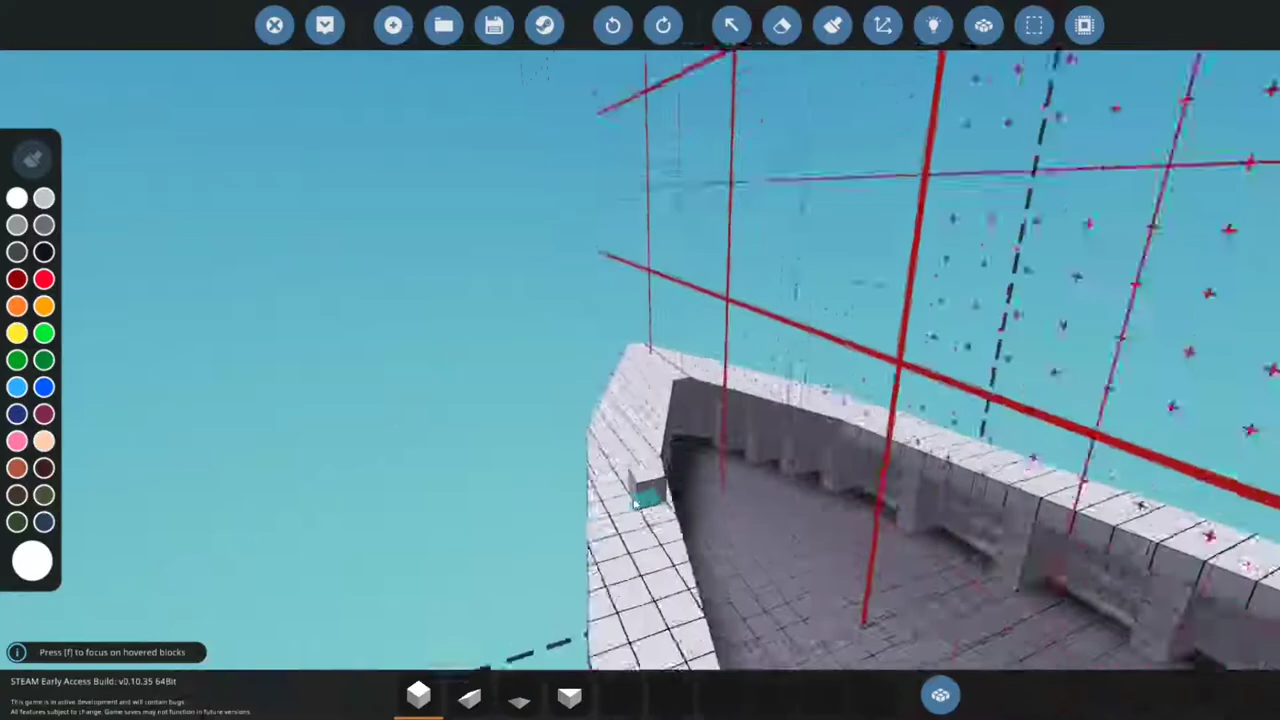 Press [f] to focus on hovered blocks
STEAM Early Access Build: v0.10.35 64Bit
This game is in active development and will contain bugs.
All features subject to change. Game saves may not function in future versions.